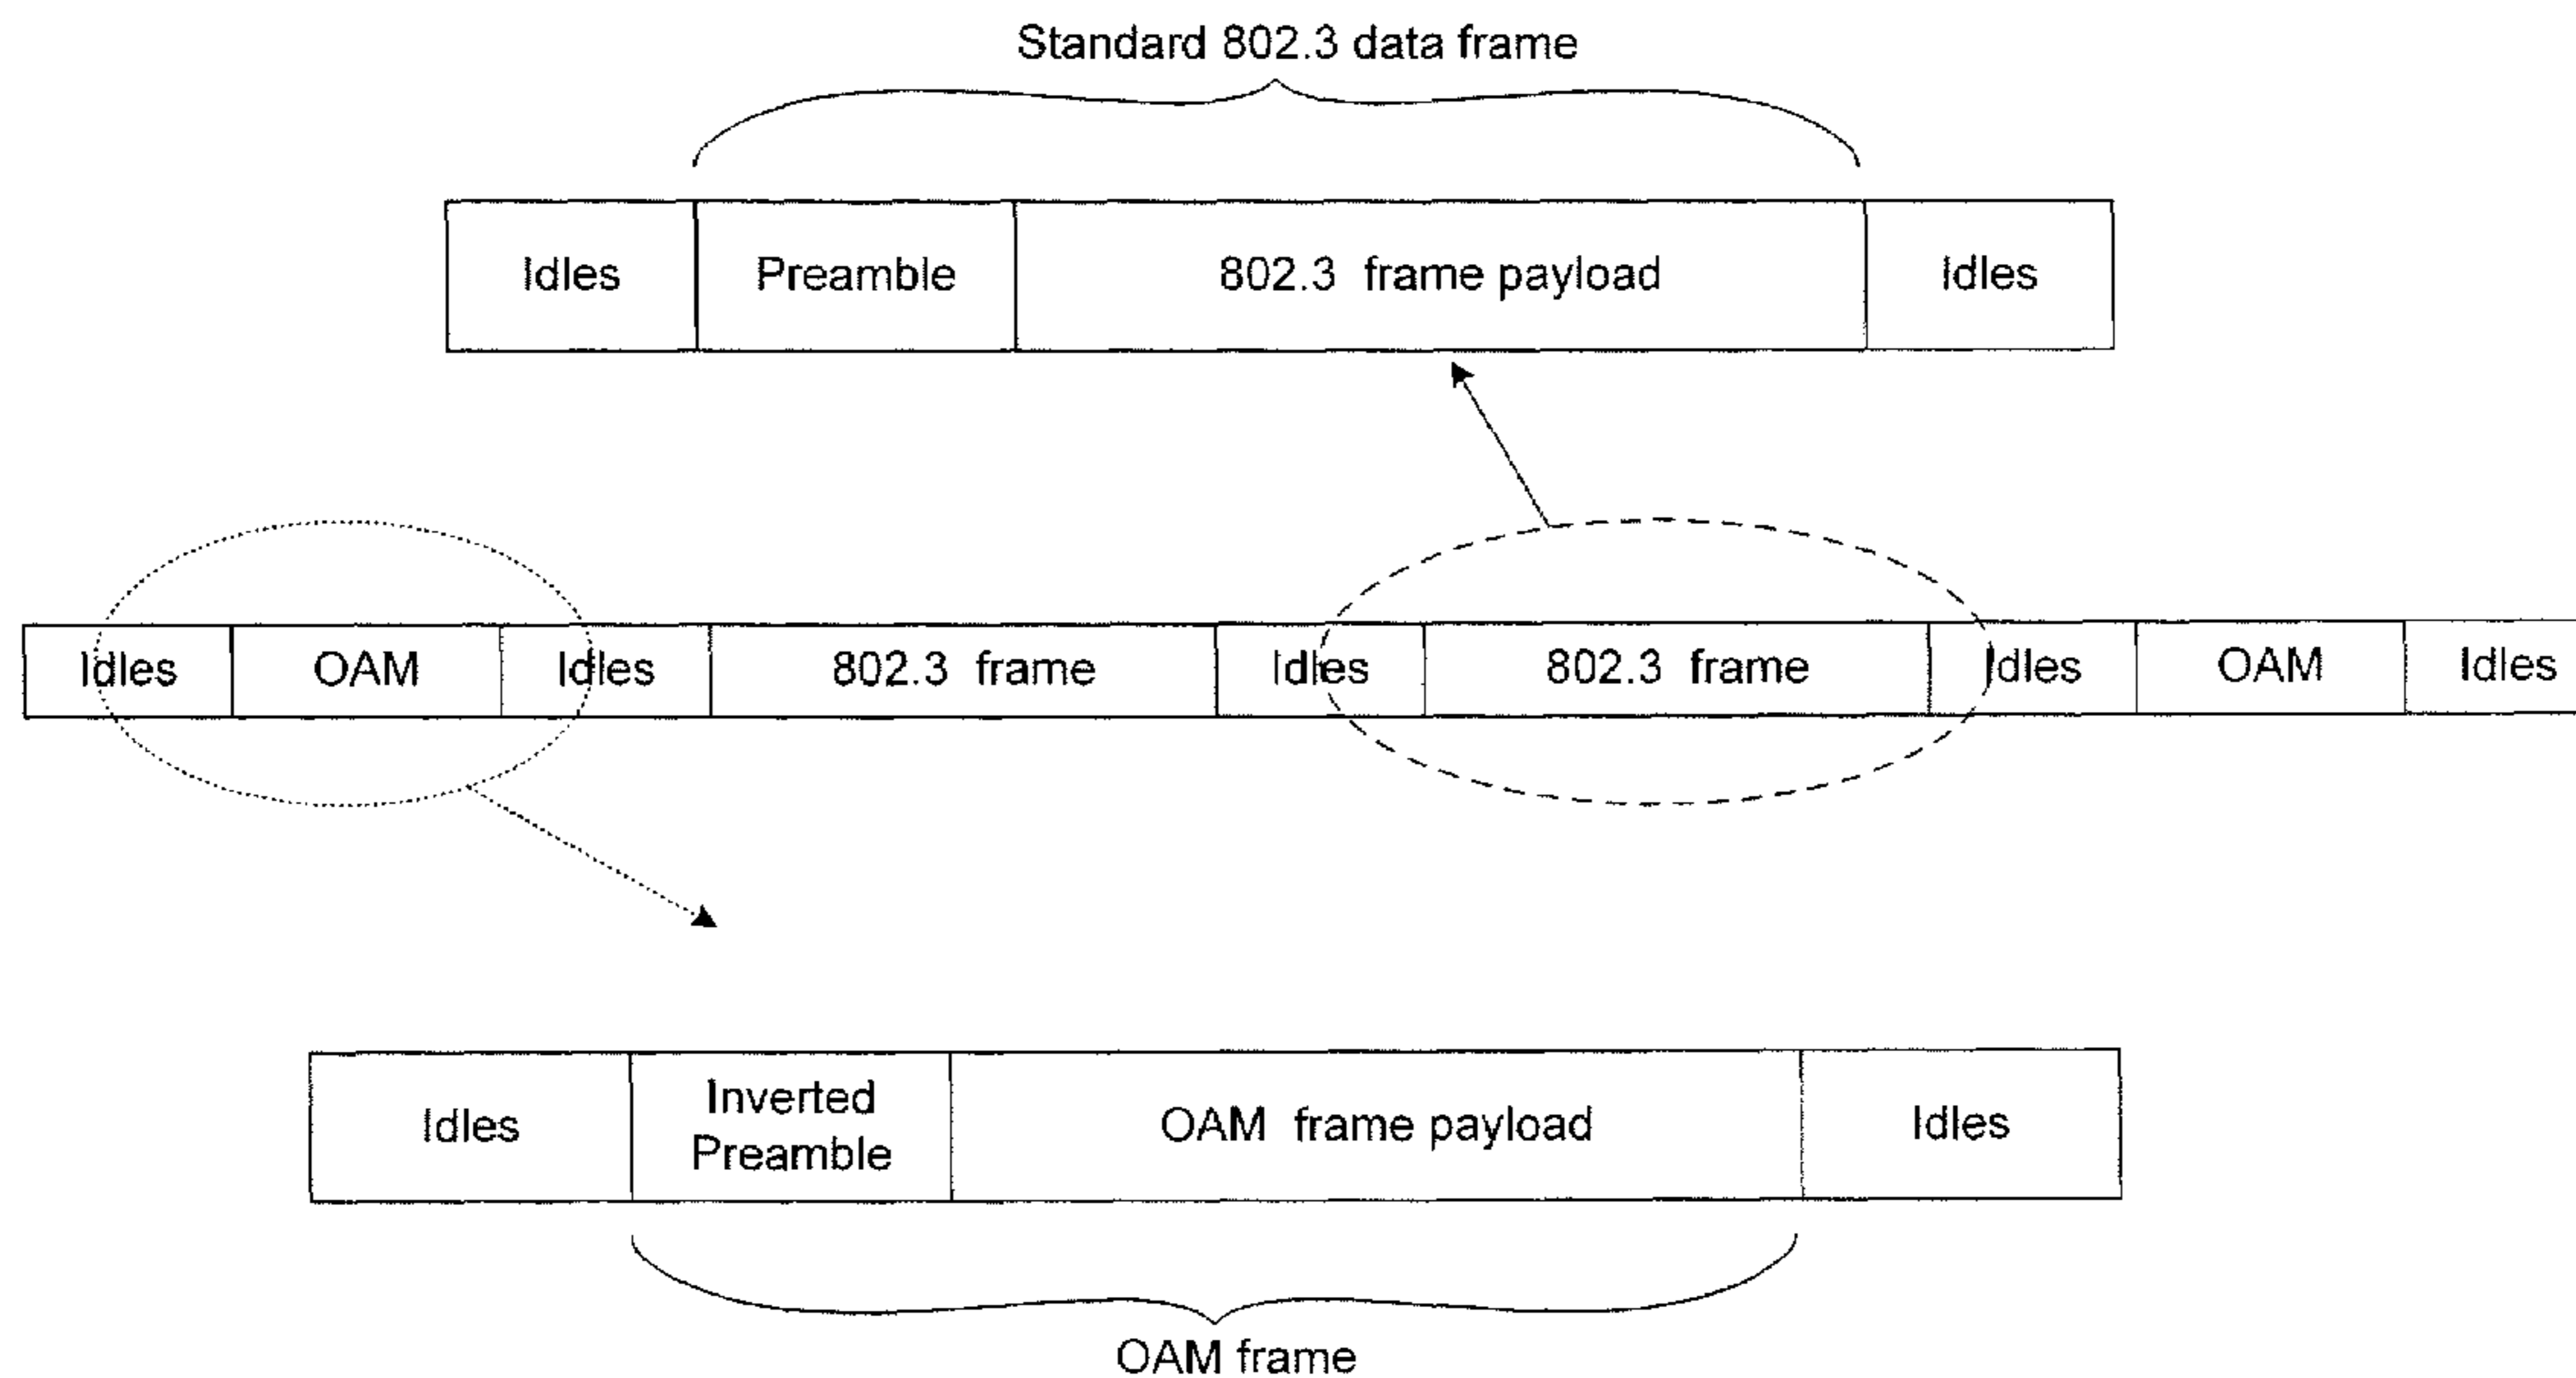 Standard 802.3 data frame
Idles Preamble 802.3 frame payload Idles
Idles OAM Idles 802.3 frame Idles 802.3 frame Idles OAM Idles
Idles Inverted Preamble OAM frame payload Idles
OAM frame